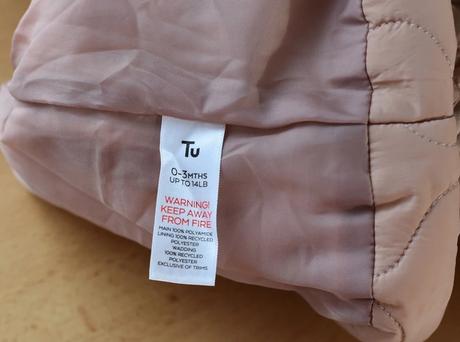 Tu
0-3MTHS
UP TO 14LB
WARNING!
KEEP AWAY
FROM FIRE
MAIN 100% POLYAMIDE
LINING 100% RECYCLED
POLYESTER
WADDING
100% RECYCLED
POLYESTER
EXCLUSIVE OF TRIMS